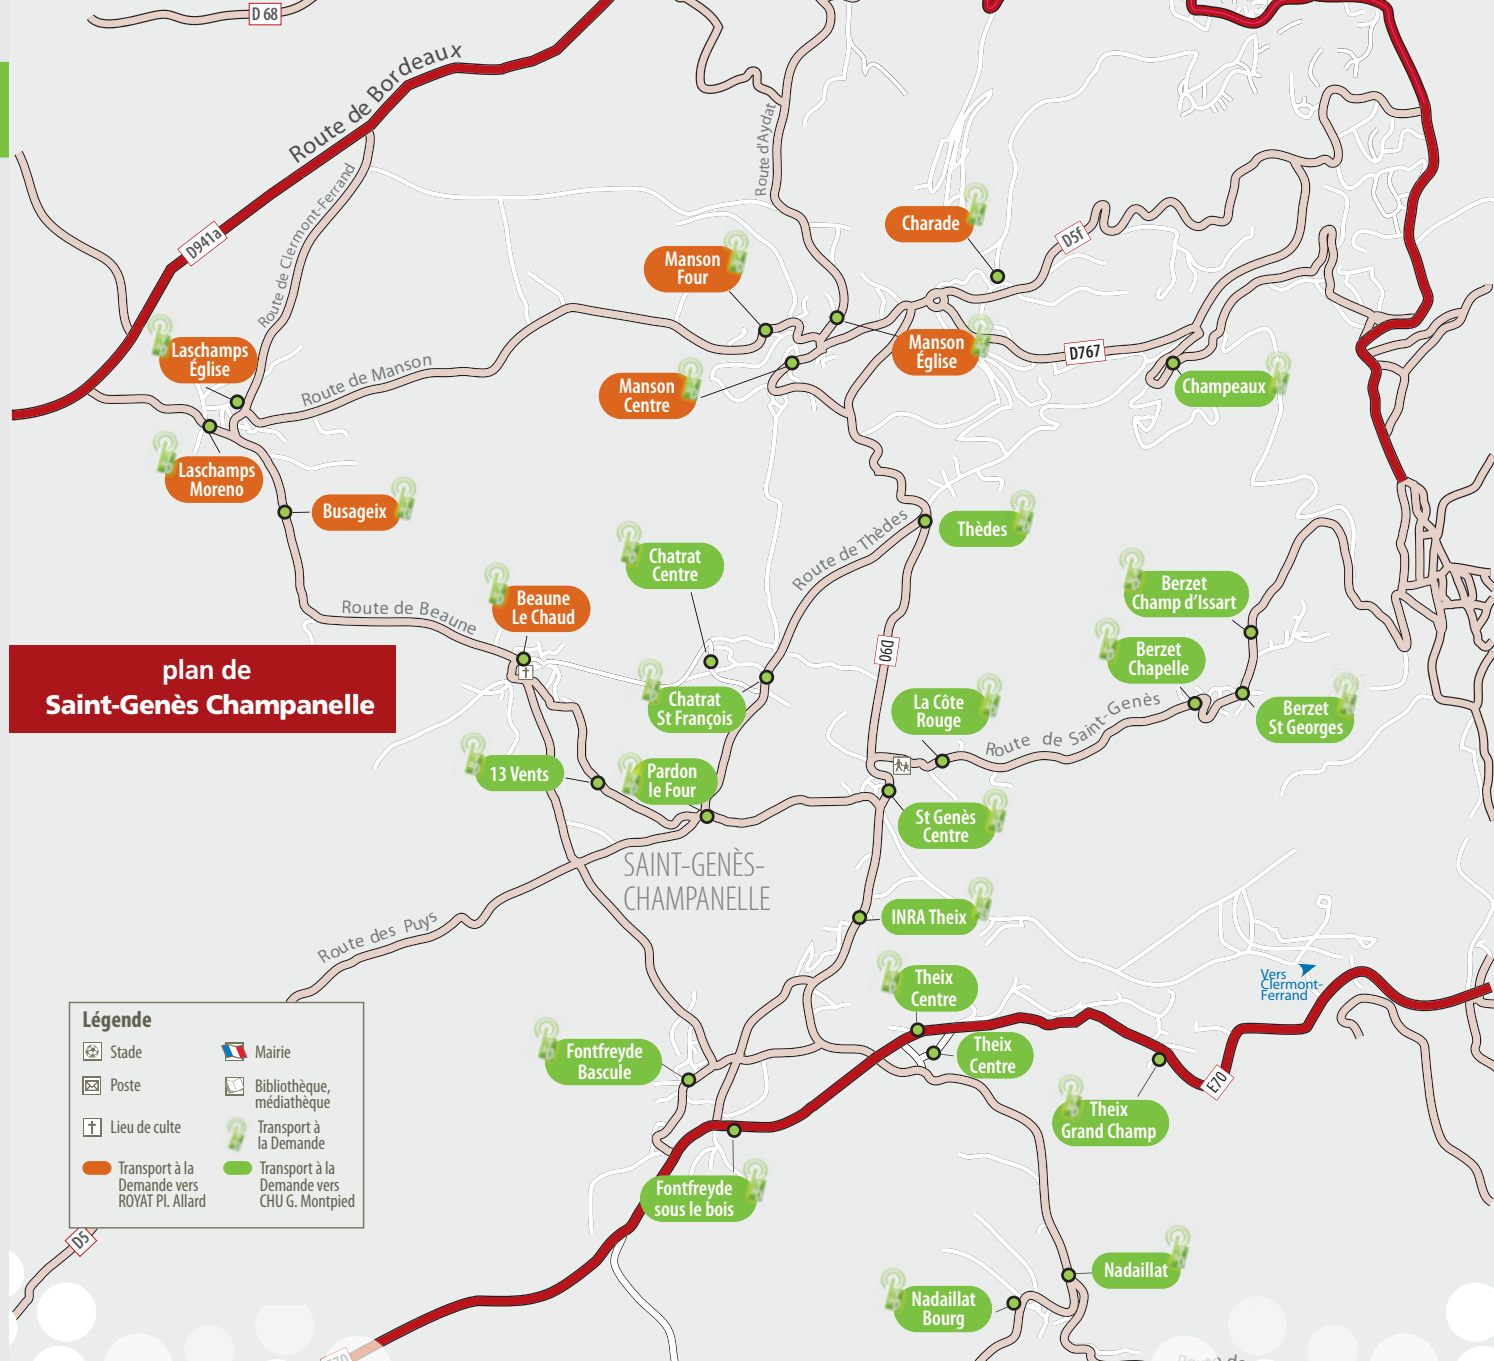 D 68
Route de Bordeaux
Route d'Aydat
Route de Clermont-Ferrand
D941a
Charade
D5f
Manson
Four
Manson
Église
D767
Laschamps
Église
Route de Manson
Manson
Centre
Champeaux
Laschamps
Moreno
Busageix
Thèdes
Route de Thèdes
Chatrat
Centre
Berzet
Champ d'Issart
Route de Beaune
Beaune
Le Chaud
D90
Berzet
Chapelle
plan de
Saint-Genès Champanelle
Chatrat
St François
La Côte
Rouge
Route de Saint-Genès
Berzet
St Georges
13 Vents
Pardon
le Four
St Genès
Centre
SAINT-GENÈS-
CHAMPANELLE
Route des Puys
INRA Theix
Theix
Centre
Vers
Clermont-
Ferrand
Légende
Stade
Mairie
Poste
Bibliothèque,
médiathèque
Lieu de culte
Transport à
la Demande
Transport à la
Demande vers
ROYAT Pl. Allard
Transport à la
Demande vers
CHU G. Montpied
Fontfreyde
Bascule
Theix
Centre
E70
Theix
Grand Champ
Fontfreyde
sous le bois
D5
Nadaillat
Nadaillat
Bourg